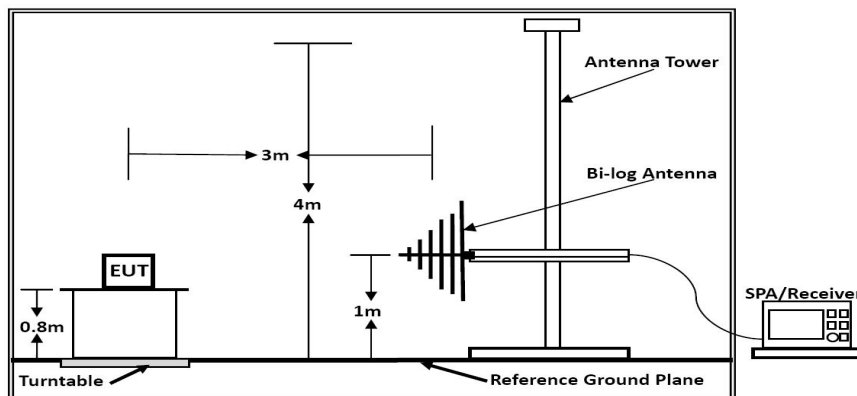 Antenna Tower
3m
Bi-log Antenna
4m
EUT
SPA/Receiver
0.8m
1m
Turntable
Reference Ground Plane